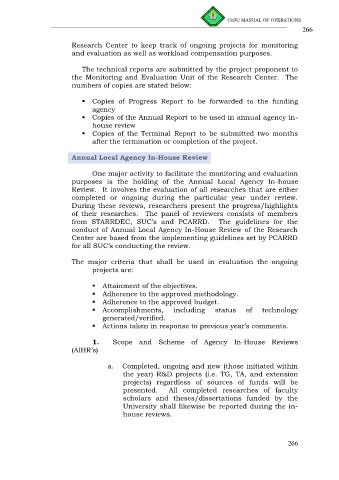 CvSU MANUAL OF OPERATIONS
266
Research Center to keep track of ongoing projects for monitoring
and evaluation as well as workload compensation purposes.
The technical reports are submitted by the project proponent to
the Monitoring and Evaluation Unit of the Research Center. The
numbers of copies are stated below:
▪ Copies of Progress Report to be forwarded to the funding
agency
▪ Copies of the Annual Report to be used in annual agency in-
house review
▪ Copies of the Terminal Report to be submitted two months
after the termination or completion of the project.
Annual Local Agency In-House Review
One major activity to facilitate the monitoring and evaluation
purposes is the holding of the Annual Local Agency In-house
Review. It involves the evaluation of all researches that are either
completed or ongoing during the particular year under review.
During these reviews, researchers present the progress/highlights
of their researches. The panel of reviewers consists of members
from STARRDEC, SUC's and PCARRD. The guidelines for the
conduct of Annual Local Agency In-House Review of the Research
Center are based from the implementing guidelines set by PCARRD
for all SUC's conducting the review.
The major criteria that shall be used in evaluation the ongoing
projects are:
▪ Attainment of the objectives.
▪ Adherence to the approved methodology.
▪ Adherence to the approved budget.
▪ Accomplishments, including status of technology
generated/verified.
▪ Actions taken in response to previous year's comments.
1. Scope and Scheme of Agency In-House Reviews
(AIHR's)
a. Completed, ongoing and new (those initiated within
the year) R&D projects (i.e. TG, TA, and extension
projects) regardless of sources of funds will be
presented. All completed researches of faculty
scholars and theses/dissertations funded by the
University shall likewise be reported during the in-
house reviews.
266